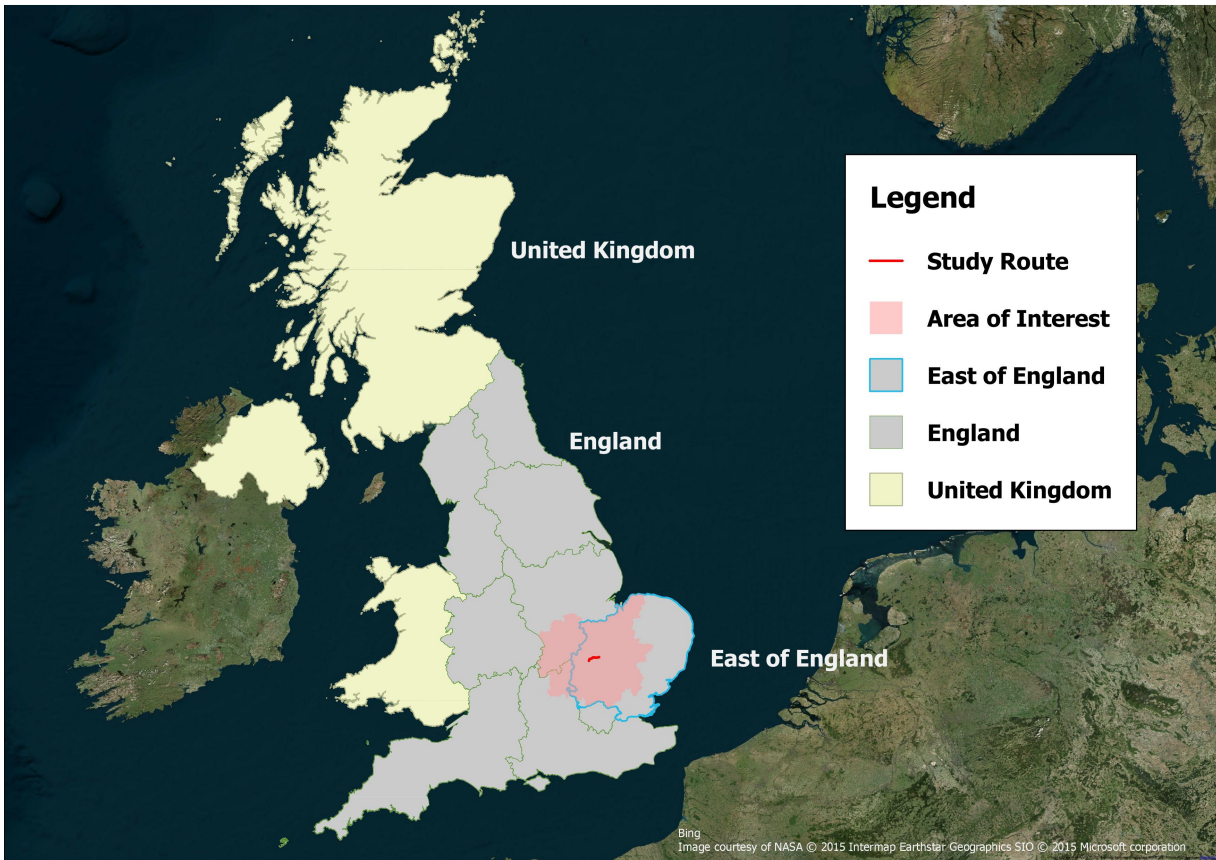 United Kingdom
England
East of England
Legend
Study Route
Area of Interest
East of England
England
United Kingdom
Bing
Image courtesy of NASA © 2015 Intermap Earthstar Geographics SIO © 2015 Microsoft corporation